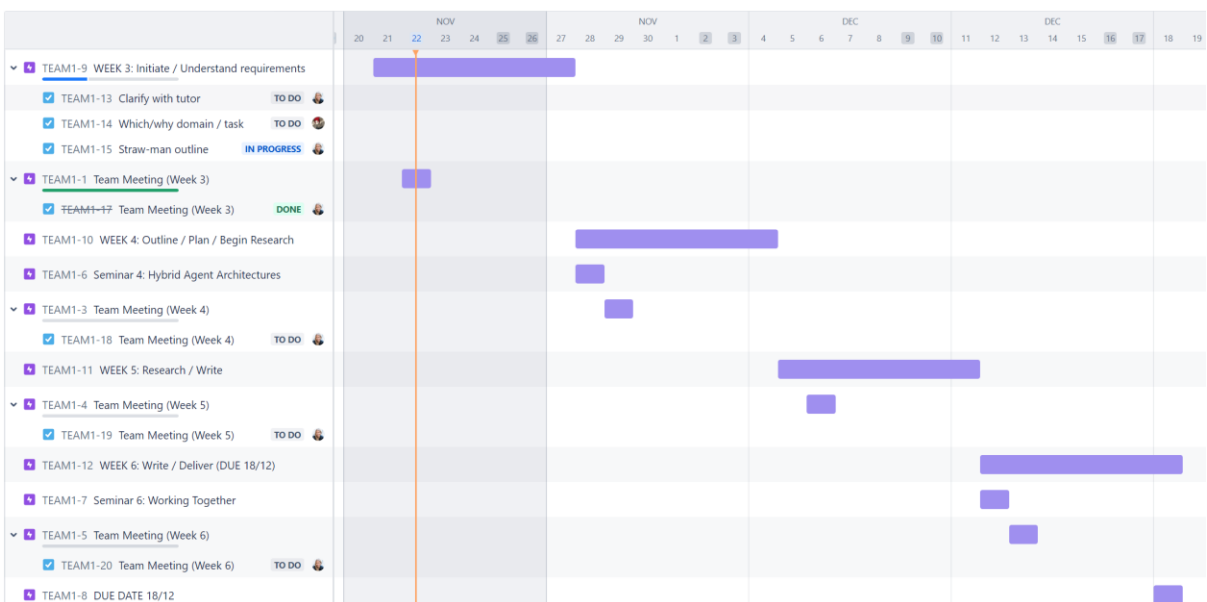 NOV NOV DEC DEC
20 21 22 23 24 25 26 27 28 29 30 1 2 3 4 5 6 7 8 9 10 11 12 13 14 15 16 17 18 19
TEAM1-9 WEEK 3: Initiate / Understand requirements
TEAM1-13 Clarify with tutor TO DO
TEAM1-14 Which/why domain / task TO DO
TEAM1-15 Straw-man outline IN PROGRESS
TEAM1-1 Team Meeting (Week 3)
TEAM1-17 Team Meeting (Week 3) DONE
TEAM1-10 WEEK 4: Outline / Plan / Begin Research
TEAM1-6 Seminar 4: Hybrid Agent Architectures
TEAM1-3 Team Meeting (Week 4)
TEAM1-18 Team Meeting (Week 4) TO DO
TEAM1-11 WEEK 5: Research / Write
TEAM1-4 Team Meeting (Week 5)
TEAM1-19 Team Meeting (Week 5) TO DO
TEAM1-12 WEEK 6: Write / Deliver (DUE 18/12)
TEAM1-7 Seminar 6: Working Together
TEAM1-5 Team Meeting (Week 6)
TEAM1-20 Team Meeting (Week 6) TO DO
TEAM1-8 DUE DATE 18/12